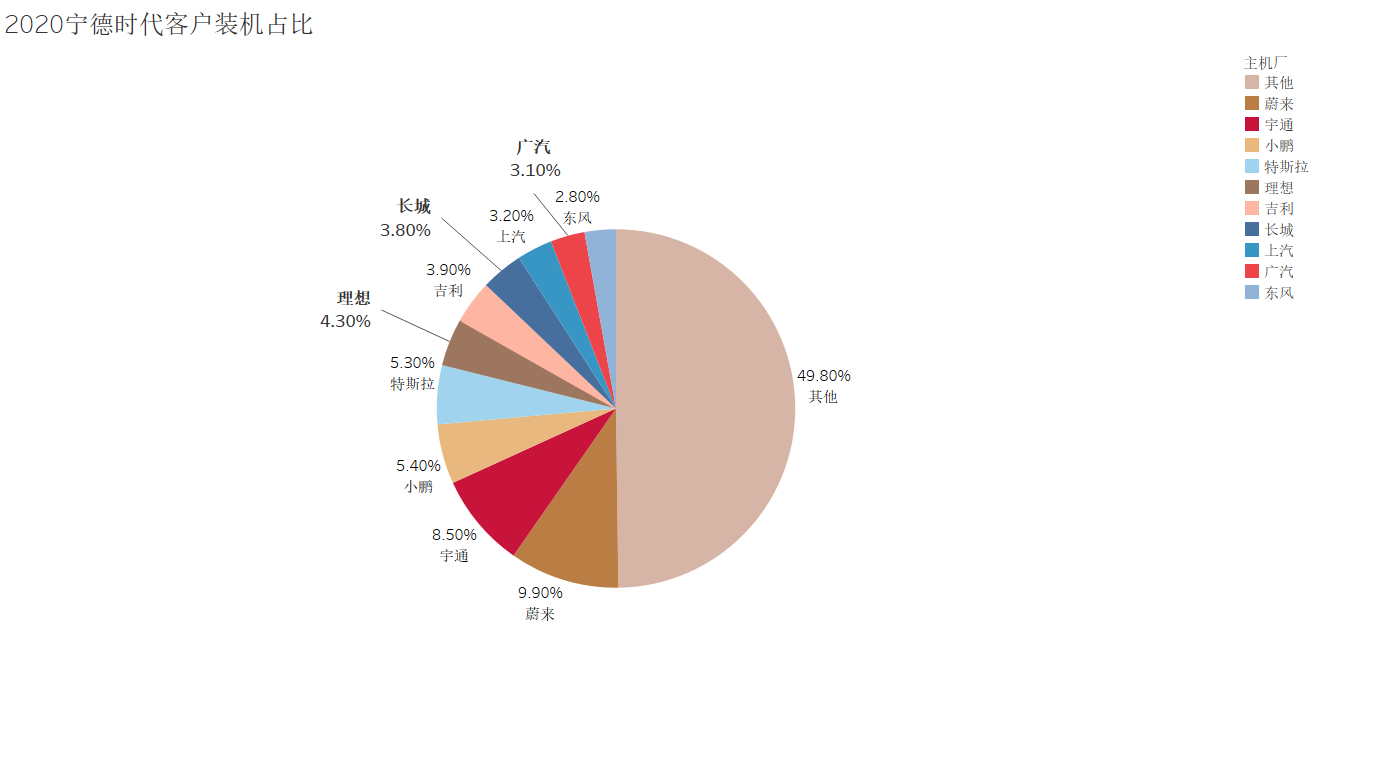 2020宁德时代客户装机占比
主机厂
其他
蔚来
宇通
小鹏
特斯拉
理想
吉利
长城
上汽
广汽
东风
广汽
3.10%
2.80%
东风
长城
3.80%
3.20%
上汽
3.90%
吉利
理想
4.30%
5.30%
特斯拉
49.80%
其他
5.40%
小鹏
8.50%
宇通
9.90%
蔚来